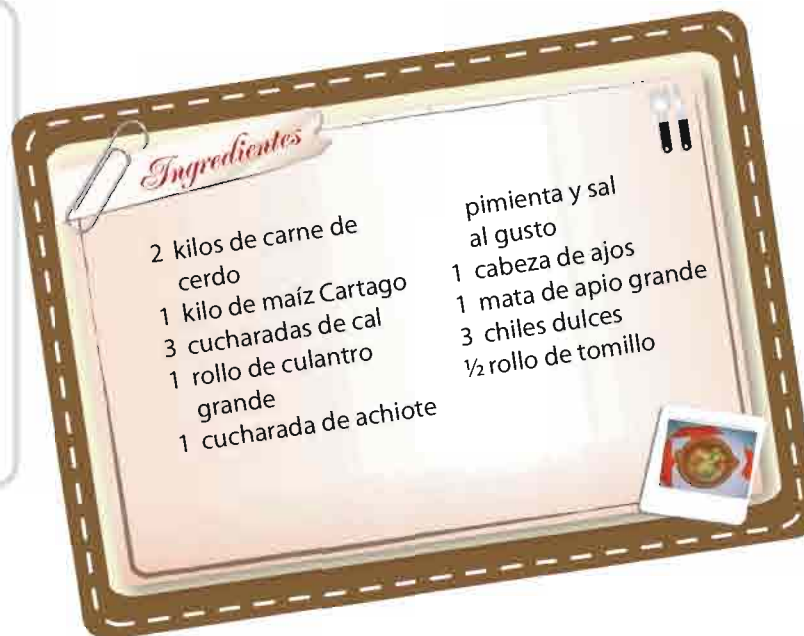 Ingredientes
2 kilos de carne de
cerdo
1 kilo de maíz Cartago
3 cucharadas de cal
1 rollo de culantro
grande
1 cucharada de achiote
pimienta y sal
al gusto
1 cabeza de ajos
1 mata de apio grande
3 chiles dulces
½ rollo de tomillo